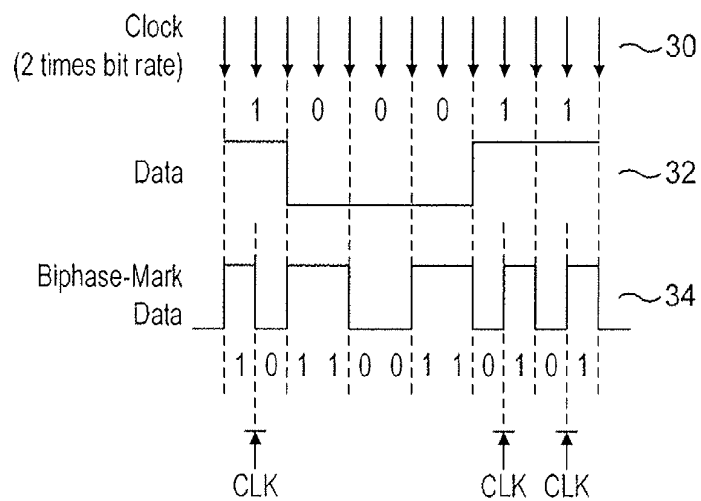 Clock
(2 times bit rate)
30
1 0 0 0 1 1
Data
32
Biphase-Mark
Data
34
1 0 1 1 0 0 1 1 0 1 0 1
CLK CLK CLK